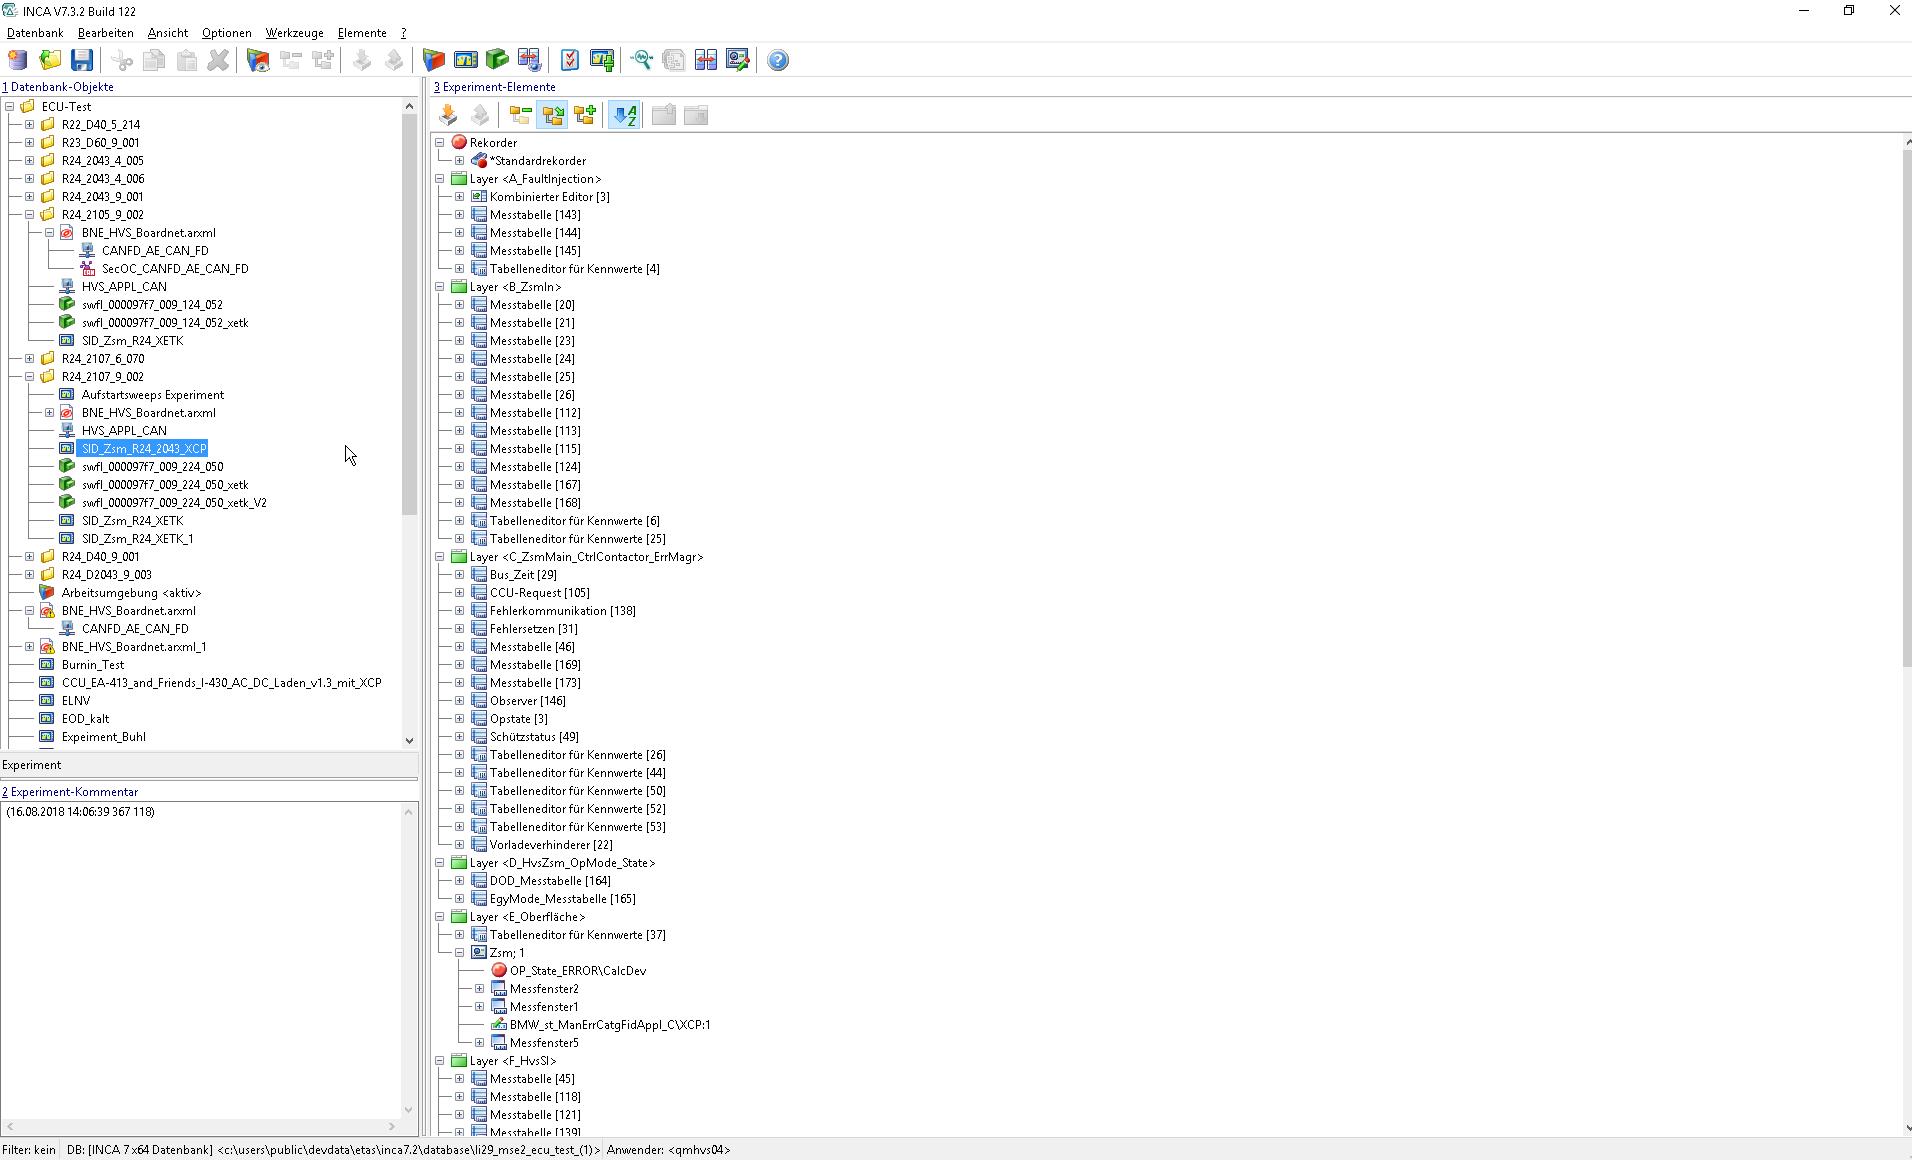 INCA V7.3.2 Build 122
Datenbank Bearbeiten Ansicht Optionen Werkzeuge Elemente ?
1 Datenbank-Objekte
ECU-Test
R22_D40_5_214
R23_D60_9_001
R24_2043_4_005
R24_2043_4_006
R24_2043_9_001
R24_2105_9_002
BNE_HVS_Boardnet.arxml
CANFD_AE_CAN_FD
SecOC_CANFD_AE_CAN_FD
HVS_APPL_CAN
swfl_000097f7_009_124_052
swfl_000097f7_009_124_052_xetk
SID_Zsm_R24_XETK
R24_2107_6_070
R24_2107_9_002
Aufstartsweeps Experiment
BNE_HVS_Boardnet.arxml
HVS_APPL_CAN
SID_Zsm_R24_2043_XCP
swfl_000097f7_009_224_050
swfl_000097f7_009_224_050_xetk
swfl_000097f7_009_224_050_xetk_V2
SID_Zsm_R24_XETK
SID_Zsm_R24_XETK_1
R24_D40_9_001
R24_D2043_9_003
Arbeitsumgebung <aktiv>
BNE_HVS_Boardnet.arxml
CANFD_AE_CAN_FD
BNE_HVS_Boardnet.arxml_1
Burnin_Test
CCU_EA-413_and_Friends_I-430_AC_DC_Laden_v1.3_mit_XCP
ELNV
EOD_kalt
Expeiment_Buhl
Experiment
2 Experiment-Kommentar
(16.08.2018 14:06:39 367 118)
3 Experiment-Elemente
Rekorder
*Standardrekorder
Layer <A_FaultInjection>
Kombinierter Editor [3]
Messtabelle [143]
Messtabelle [144]
Messtabelle [145]
Tabelleneditor für Kennwerte [4]
Layer <B_ZsmIn>
Messtabelle [20]
Messtabelle [21]
Messtabelle [23]
Messtabelle [24]
Messtabelle [25]
Messtabelle [26]
Messtabelle [112]
Messtabelle [113]
Messtabelle [115]
Messtabelle [124]
Messtabelle [167]
Messtabelle [168]
Tabelleneditor für Kennwerte [6]
Tabelleneditor für Kennwerte [25]
Layer <C_ZsmMain_CtrlContactor_ErrMagr>
Bus_Zeit [29]
CCU-Request [105]
Fehlerkommunikation [138]
Fehlersetzen [31]
Messtabelle [46]
Messtabelle [169]
Messtabelle [173]
Observer [146]
Opstate [3]
Schützstatus [49]
Tabelleneditor für Kennwerte [26]
Tabelleneditor für Kennwerte [44]
Tabelleneditor für Kennwerte [50]
Tabelleneditor für Kennwerte [52]
Tabelleneditor für Kennwerte [53]
Vorladeverhinderer [22]
Layer <D_HvsZsm_OpMode_State>
DOD_Messtabelle [164]
EgyMode_Messtabelle [165]
Layer <E_Oberfläche>
Tabelleneditor für Kennwerte [37]
Zsm; 1
OP_State_ERROR\CalcDev
Messfenster2
Messfenster1
BMW_st_ManErrCatgFidAppl_C\XCP:1
Messfenster5
Layer <F_HvsSI>
Messtabelle [45]
Messtabelle [118]
Messtabelle [121]
Messtabelle [139]
Filter: kein DB: [INCA 7 x64 Datenbank] <c:\users\public\devdata\etas\inca7.2\database\li29_mse2_ecu_test_(1)> Anwender: <qmhvs04>